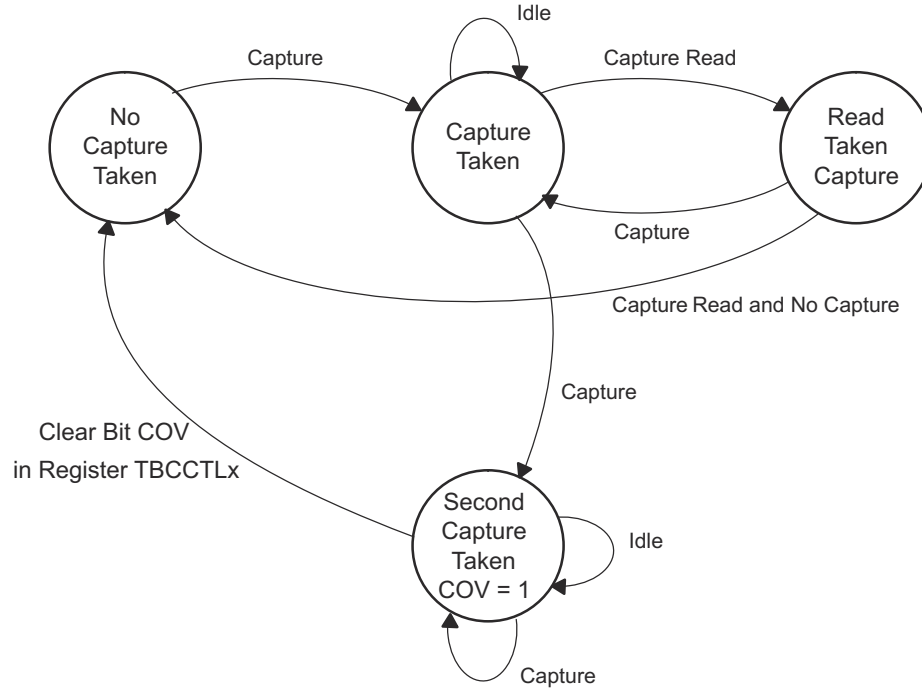 Idle
Capture
Capture Read
No
Capture
Taken
Capture
Taken
Read
Taken
Capture
Capture
Capture Read and No Capture
Capture
Clear Bit COV
in Register TBCCTLx
Second
Capture
Taken
COV = 1
Idle
Capture